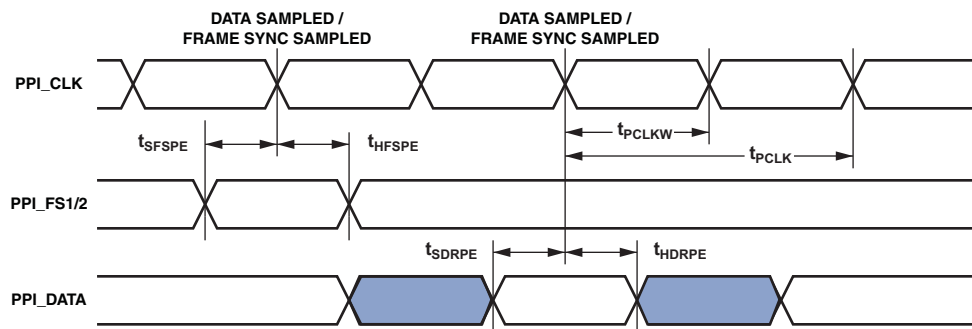 DATA SAMPLED /
FRAME SYNC SAMPLED
DATA SAMPLED /
FRAME SYNC SAMPLED
PPI_CLK
tSFSPE
tHFSPE
tPCLKW
tPCLK
PPI_FS1/2
tSDRPE
tHDRPE
PPI_DATA